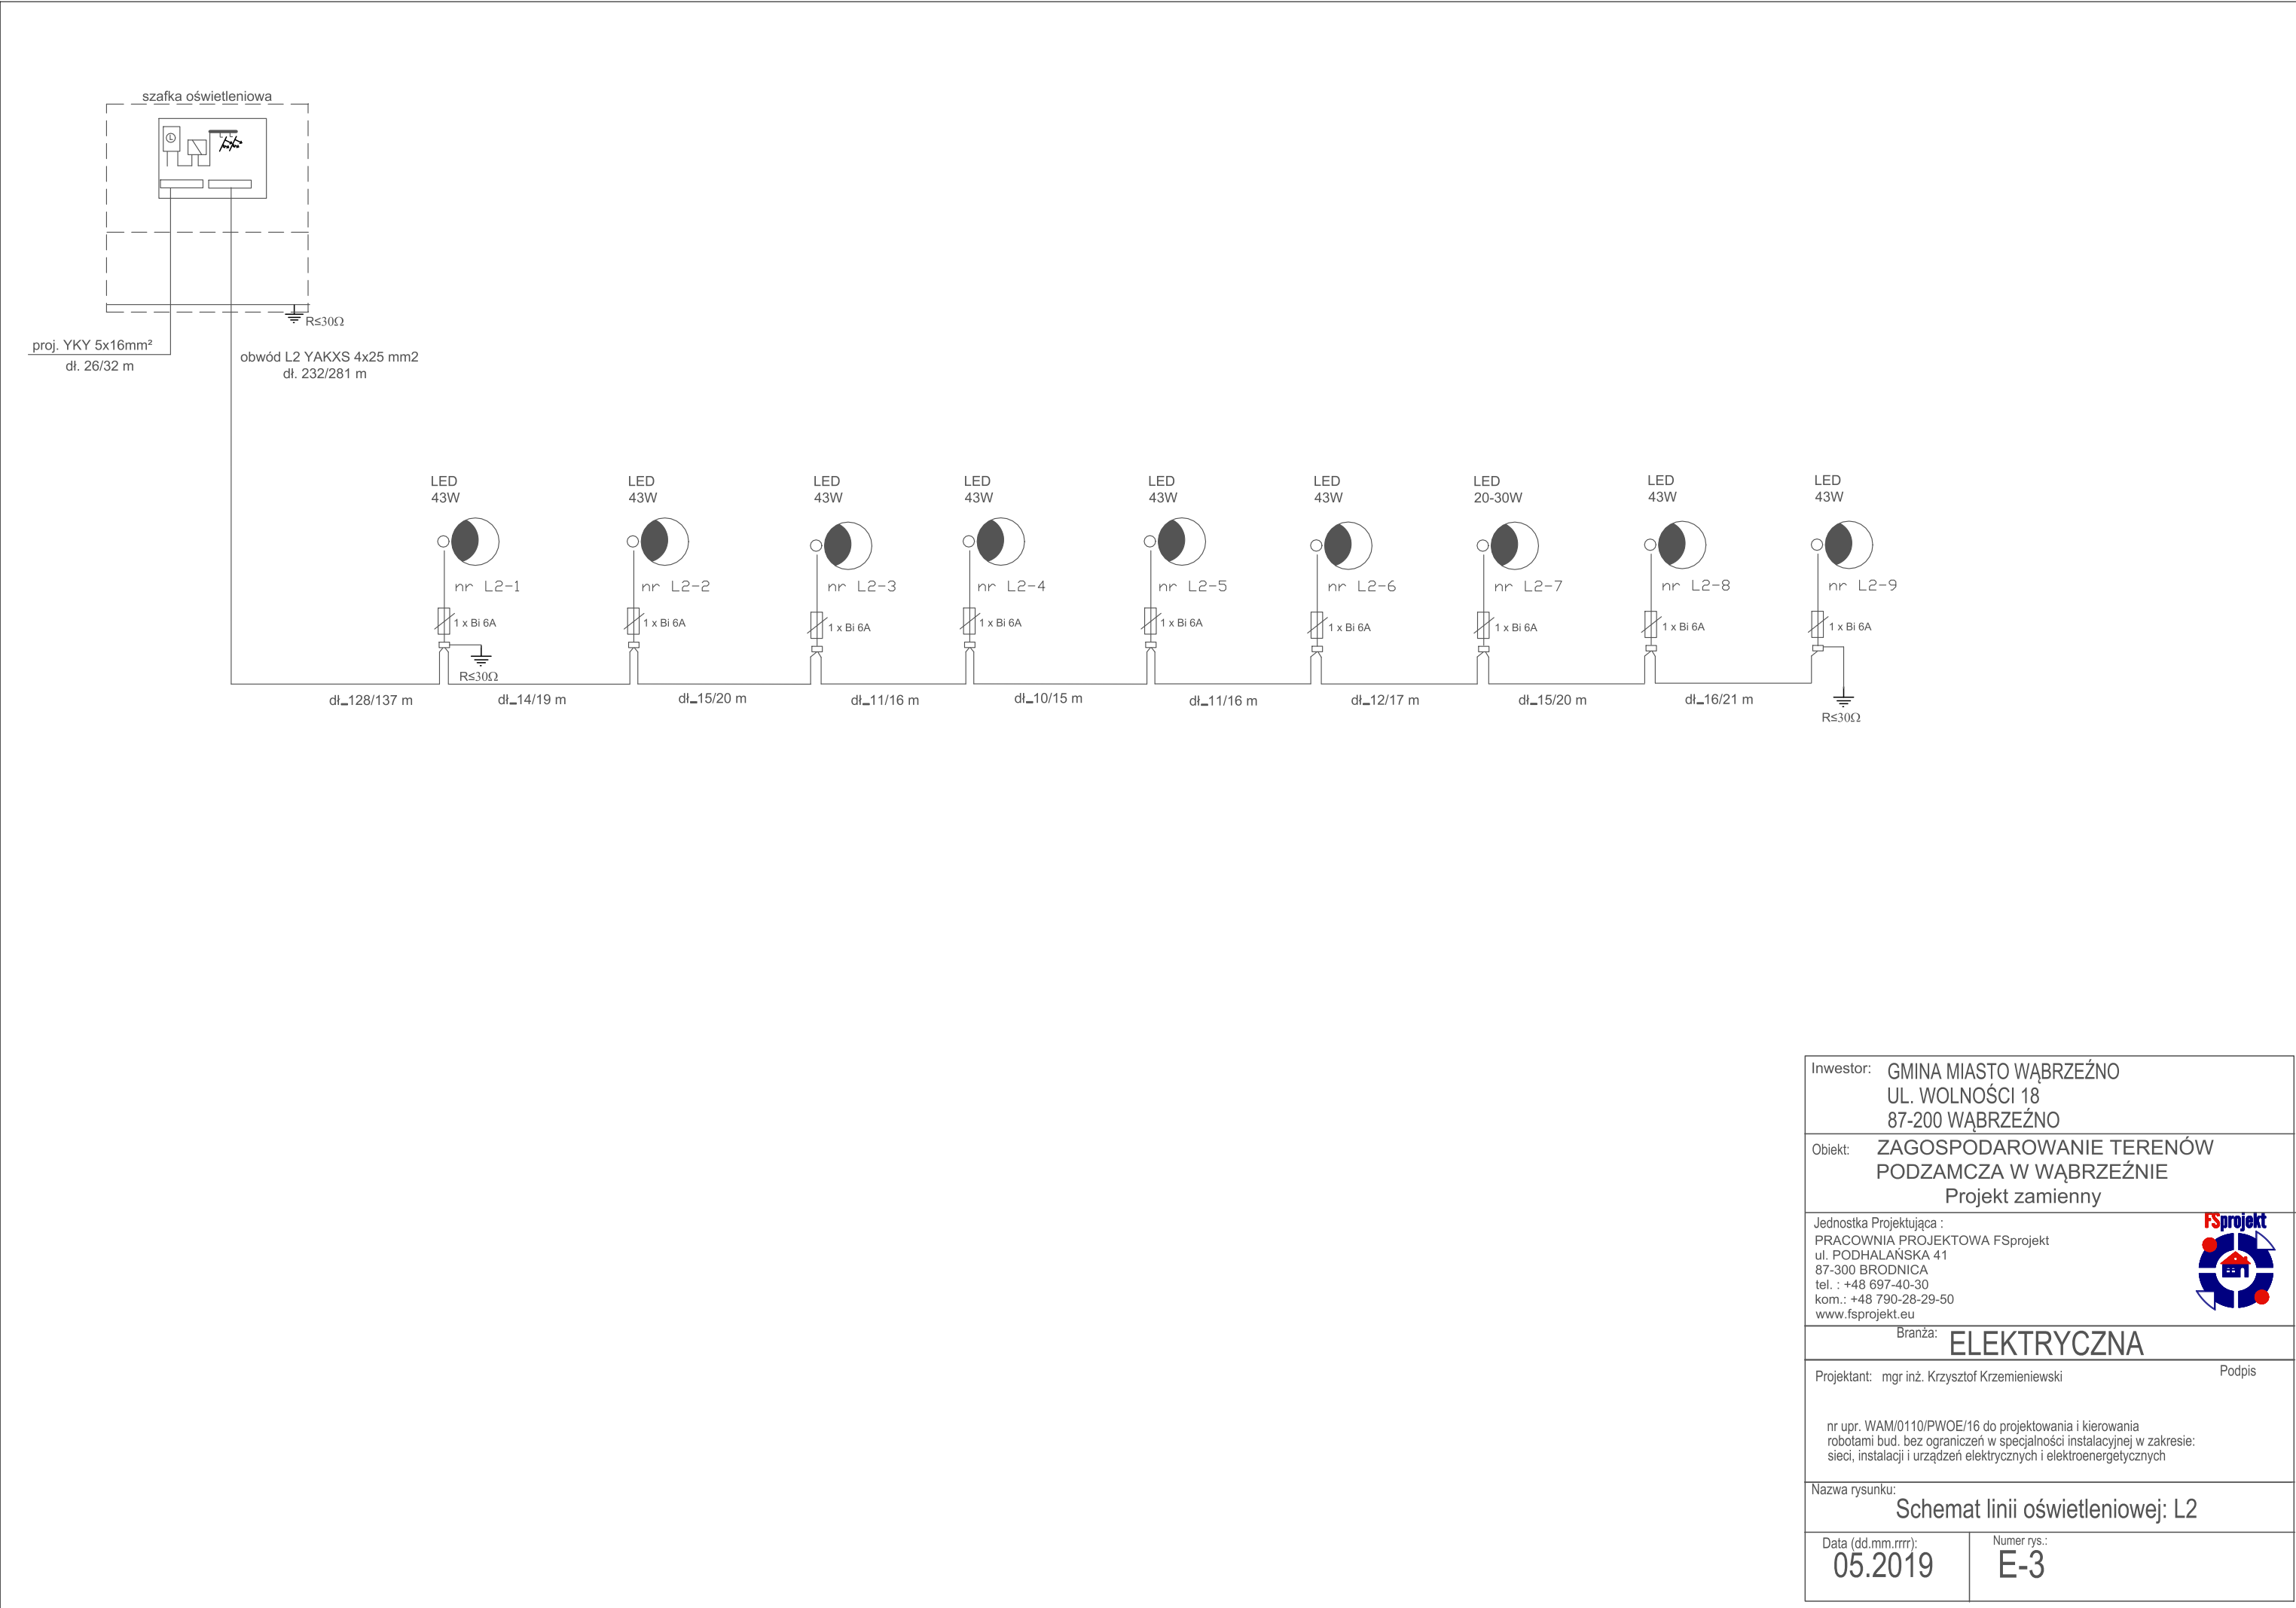 szafka oświetleniowa
L
R≤30Ω
proj. YKY 5x16mm²
dł. 26/32 m
obwód L2 YAKXS 4x25 mm2
dł. 232/281 m
LED
43W
LED
43W
LED
43W
LED
43W
LED
43W
LED
43W
LED
20-30W
LED
43W
LED
43W
nr L2-1
nr L2-2
nr L2-3
nr L2-4
nr L2-5
nr L2-6
nr L2-7
nr L2-8
nr L2-9
1 x Bi 6A
1 x Bi 6A
1 x Bi 6A
1 x Bi 6A
1 x Bi 6A
1 x Bi 6A
1 x Bi 6A
1 x Bi 6A
1 x Bi 6A
R≤30Ω
dł_128/137 m
dł_14/19 m
dł_15/20 m
dł_11/16 m
dł_10/15 m
dł_11/16 m
dł_12/17 m
dł_15/20 m
dł_16/21 m
R≤30Ω
Inwestor: GMINA MIASTO WĄBRZEŹNO
UL. WOLNOŚCI 18
87-200 WĄBRZEŹNO
Obiekt: ZAGOSPODAROWANIE TERENÓW
PODZAMCZA W WĄBRZEŹNIE
Projekt zamienny
Jednostka Projektująca :
PRACOWNIA PROJEKTOWA FSprojekt
ul. PODHALAŃSKA 41
87-300 BRODNICA
tel. : +48 697-40-30
kom.: +48 790-28-29-50
www.fsprojekt.eu
FSprojekt
Branża: ELEKTRYCZNA
Projektant: mgr inż. Krzysztof Krzemieniewski
Podpis
nr upr. WAM/0110/PWOE/16 do projektowania i kierowania
robotami bud. bez ograniczeń w specjalności instalacyjnej w zakresie:
sieci, instalacji i urządzeń elektrycznych i elektroenergetycznych
Nazwa rysunku:
Schemat linii oświetleniowej: L2
Data (dd.mm.rrrr):
05.2019
Numer rys.:
E-3